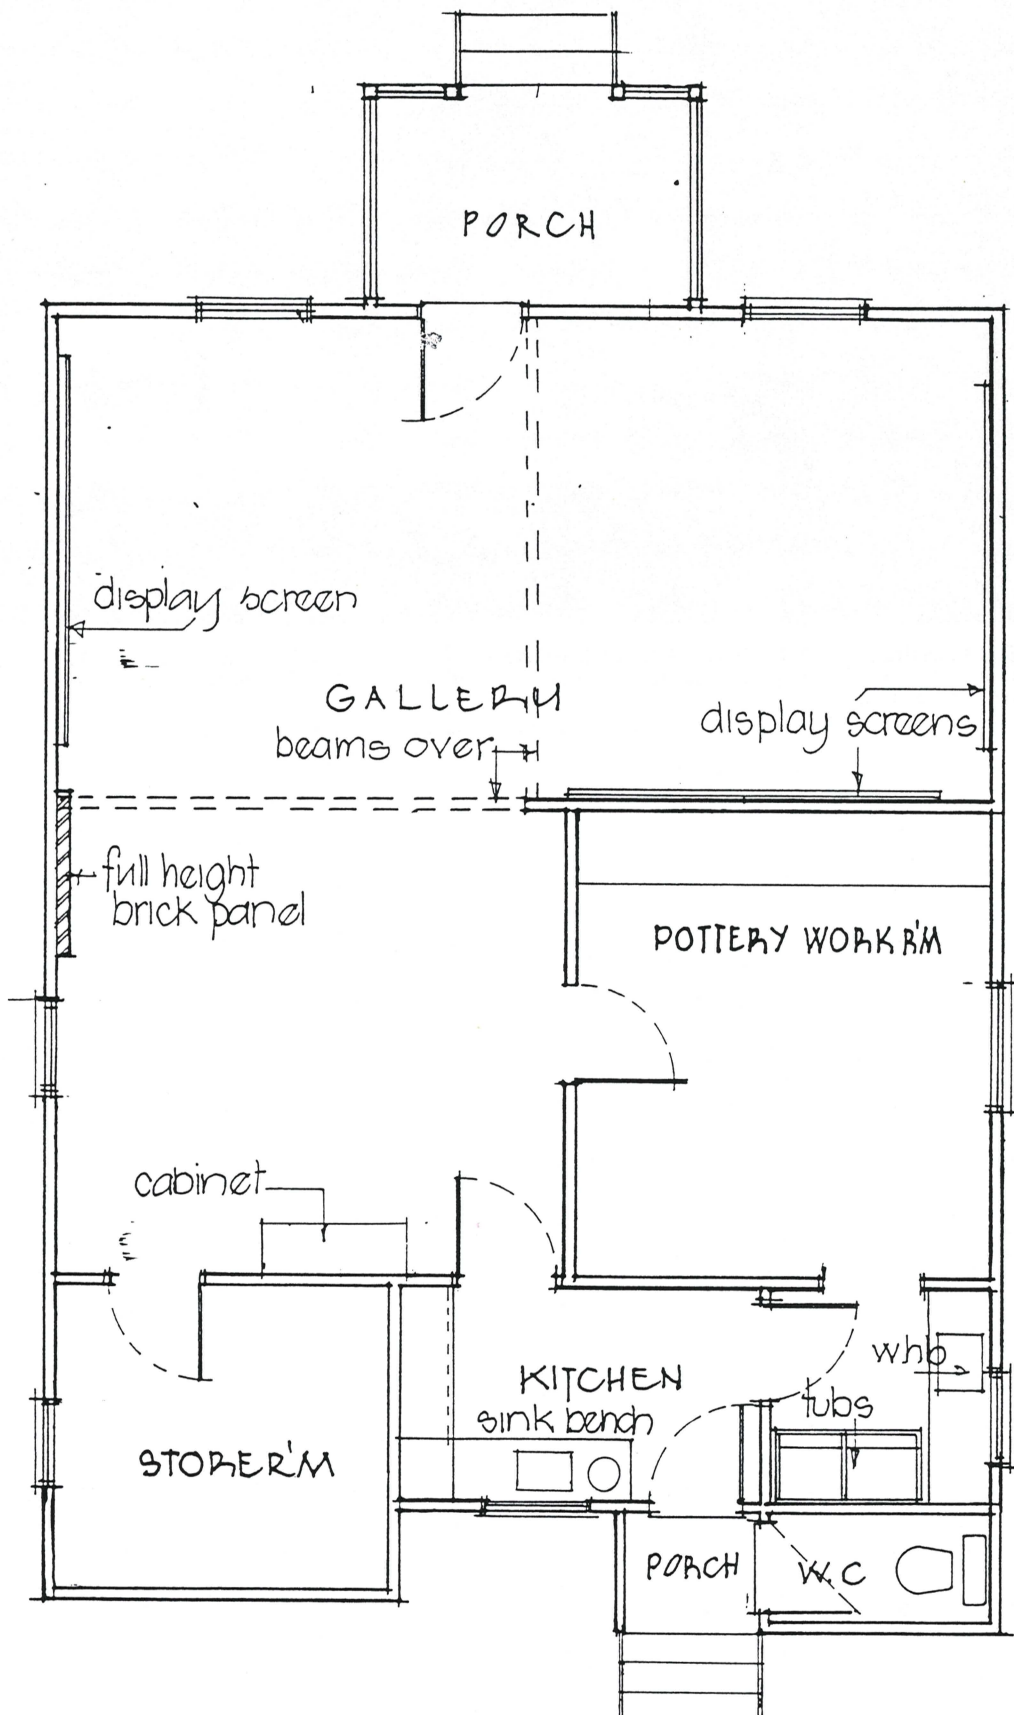 PORCH
display screen
GALLERY
beams over
display screens
full height
brick panel
POTTERY WORK R'M
cabinet
KITCHEN
sink bench
whb
tubs
STORER'M
PORCH
W.C